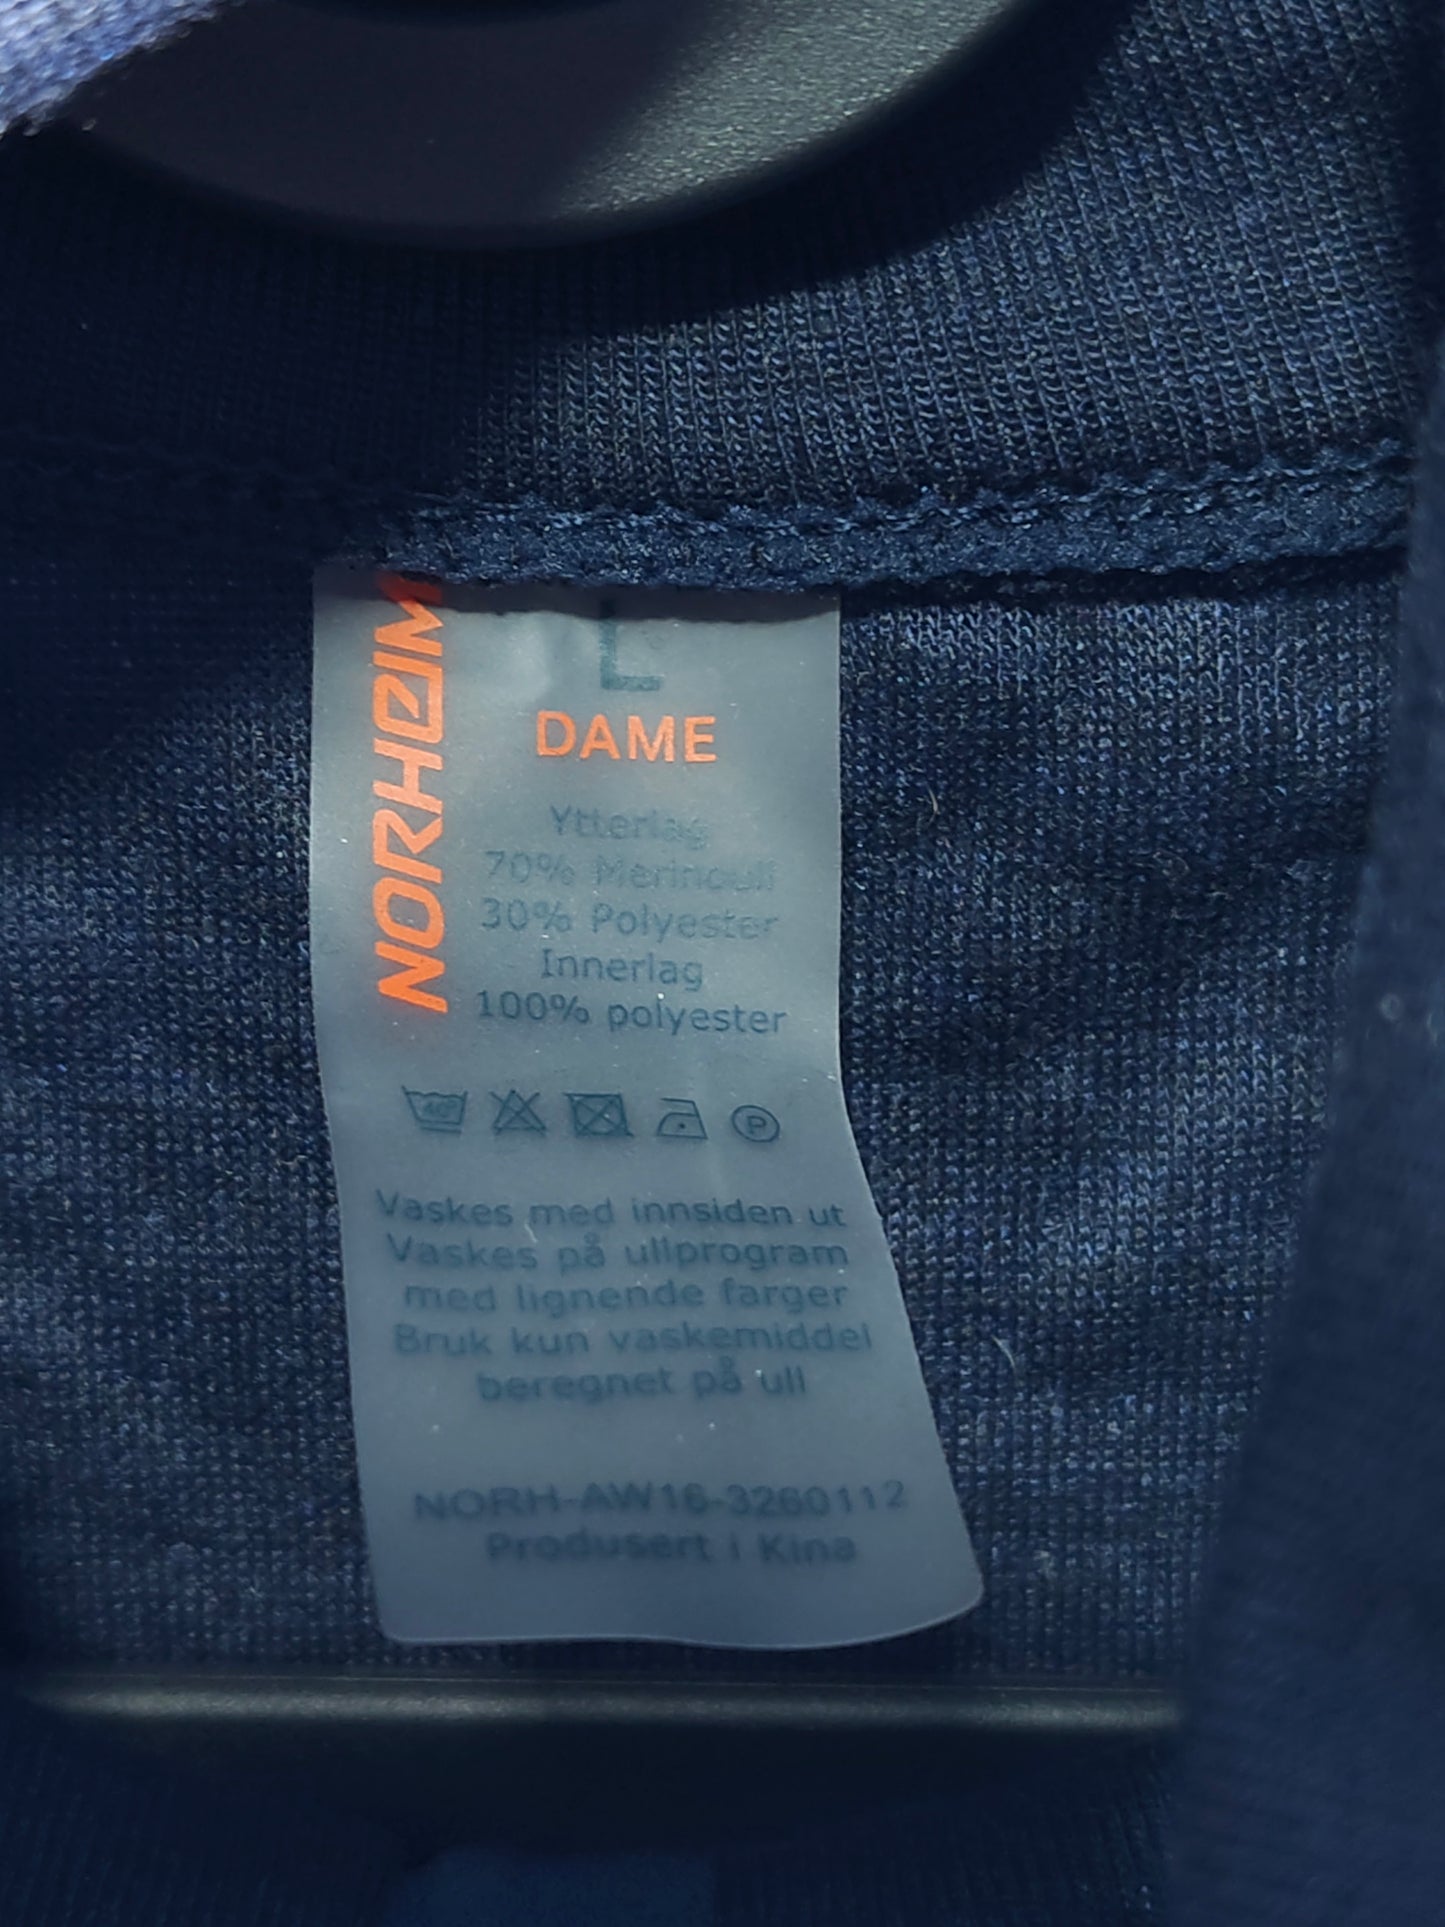 NORHEIM
L
DAME
Ytterlag
70% Merinoull
30% Polyester
Innerlag
100% polyester
40°
P
Vaskes med innsiden ut
Vaskes på ullprogram
med lignende farger
Bruk kun vaskemiddel
beregnet på ull
NORH-AW16-3260112
Produsert i Kina